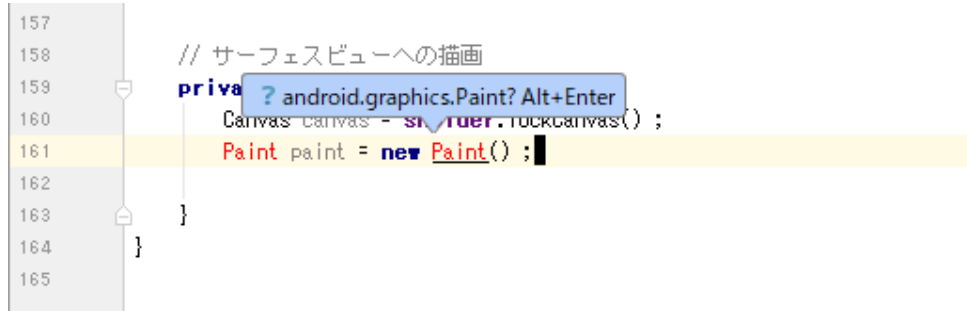 157
158 // サーフェスビューへの描画
159 priva
? android.graphics.Paint? Alt+Enter
160 Canvas canvas = .lockCanvas() ;
161 Paint paint = new Paint() ;
162
163 }
164 }
165